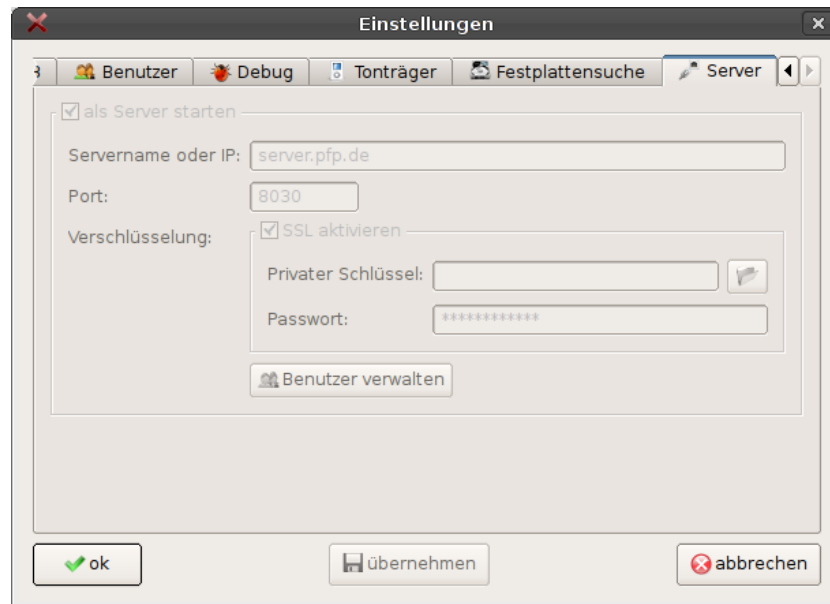 Einstellungen
Benutzer Debug Tonträger Festplattensuche Server
als Server starten
Servername oder IP: server.pfp.de
Port: 8030
Verschlüsselung: SSL aktivieren
Privater Schlüssel:
Passwort: ************
Benutzer verwalten
ok übernehmen abbrechen